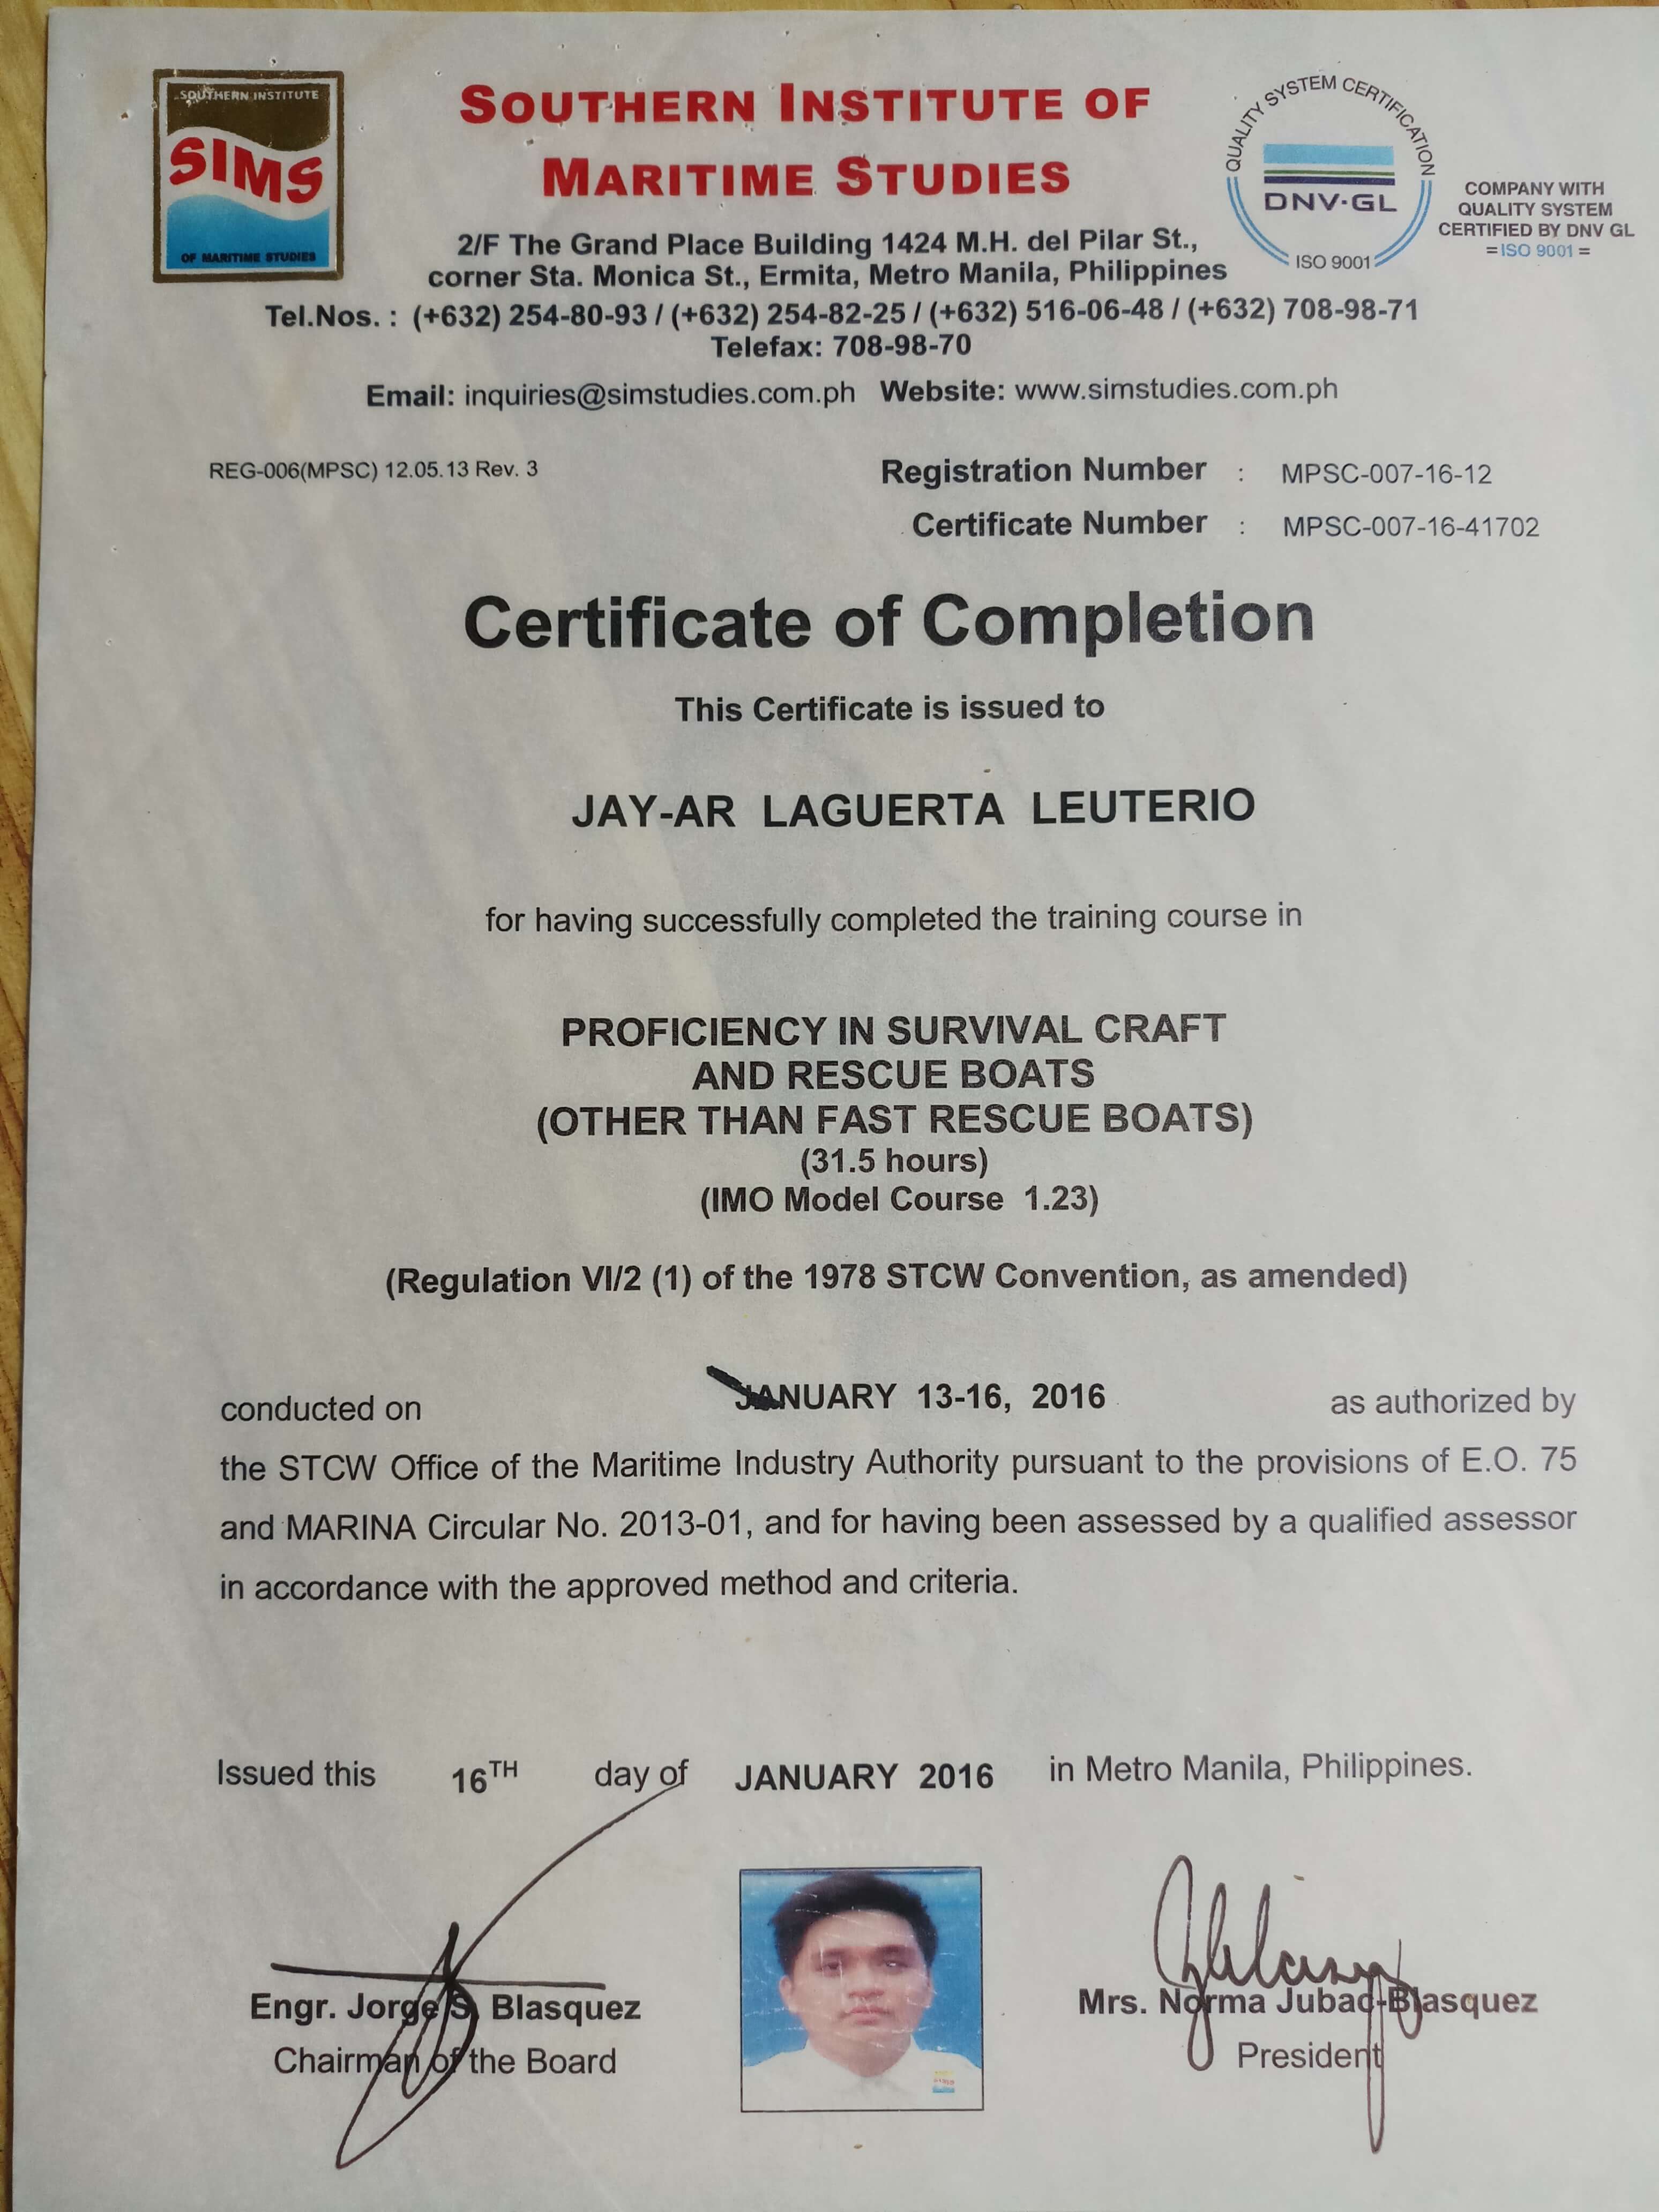 SOUTHERN INSTITUTE
SIMS
OF MARITIME STUDIES
SOUTHERN INSTITUTE OF
MARITIME STUDIES
QUALITY SYSTEM CERTIFICATION
DNV·GL
ISO 9001
COMPANY WITH
QUALITY SYSTEM
CERTIFIED BY DNV GL
=ISO 9001=
2/F The Grand Place Building 1424 M.H. del Pilar St.,
corner Sta. Monica St., Ermita, Metro Manila, Philippines
Tel.Nos. : (+632) 254-80-93 / (+632) 254-82-25 / (+632) 516-06-48 / (+632) 708-98-71
Telefax: 708-98-70
Email: inquiries@simstudies.com.ph Website: www.simstudies.com.ph
REG-006(MPSC) 12.05.13 Rev. 3
Registration Number : MPSC-007-16-12
Certificate Number : MPSC-007-16-41702
Certificate of Completion
This Certificate is issued to
JAY-AR LAGUERTA LEUTERIO
for having successfully completed the training course in
PROFICIENCY IN SURVIVAL CRAFT
AND RESCUE BOATS
(OTHER THAN FAST RESCUE BOATS)
(31.5 hours)
(IMO Model Course 1.23)
(Regulation VI/2 (1) of the 1978 STCW Convention, as amended)
conducted on JANUARY 13-16, 2016 as authorized by
the STCW Office of the Maritime Industry Authority pursuant to the provisions of E.O. 75
and MARINA Circular No. 2013-01, and for having been assessed by a qualified assessor
in accordance with the approved method and criteria.
Issued this 16TH day of JANUARY 2016 in Metro Manila, Philippines.
Engr. Jorge S. Blasquez
Chairman of the Board
Mrs. Norma Jubac-Blasquez
President